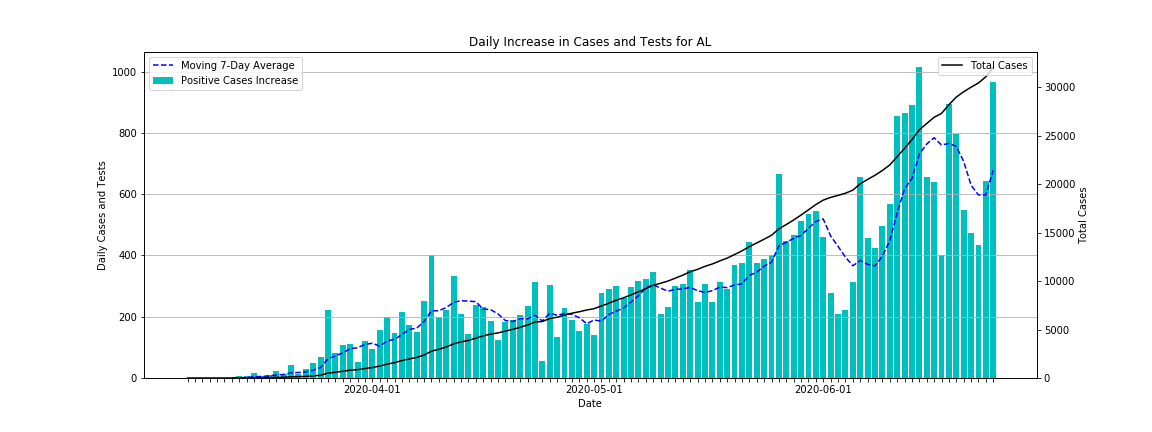 Daily Increase in Cases and Tests for AL
Moving 7-Day Average
Positive Cases Increase
Total Cases
1000
800
600
400
200
0
30000
25000
20000
15000
10000
5000
0
Daily Cases and Tests
Total Cases
2020-04-01
2020-05-01
2020-06-01
Date